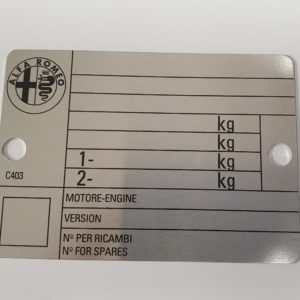 ALFA ROMEO
kg
kg
1- kg
2- kg
C403
MOTORE-ENGINE
VERSION
Nº PER RICAMBI
Nº FOR SPARES